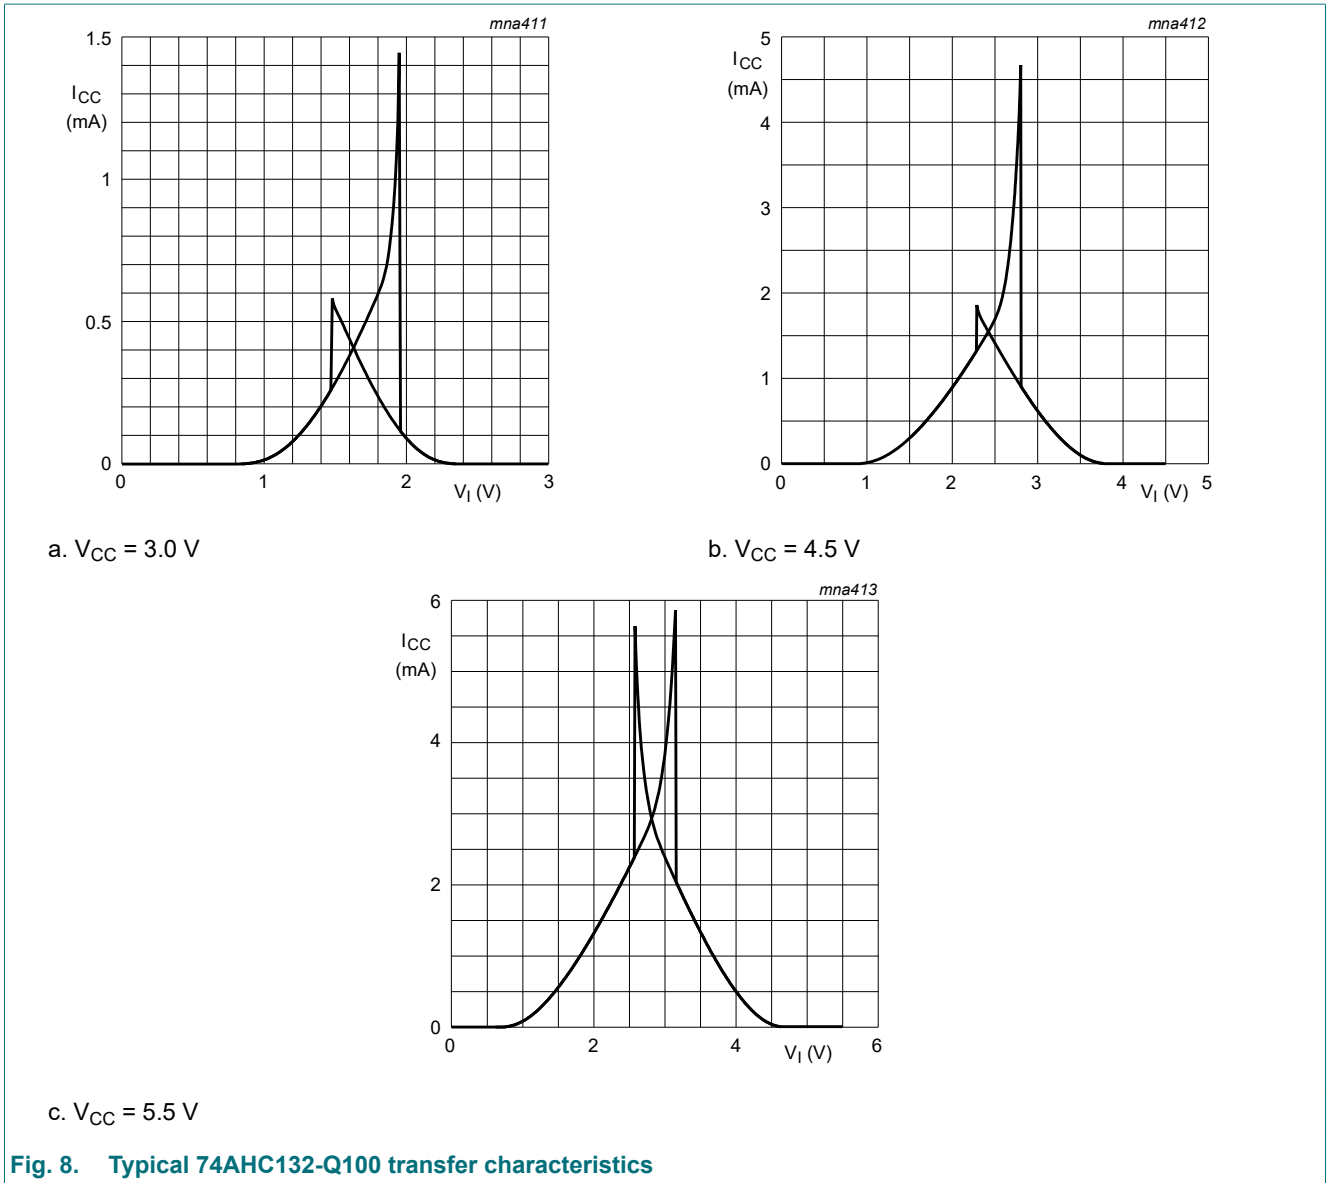 mna411
1.5
ICC
(mA)
1
0.5
0
0 1 2 3
VI (V)
a. VCC = 3.0 V
mna412
5
ICC
(mA)
4
3
2
1
0
0 1 2 3 4 5
VI (V)
b. VCC = 4.5 V
mna413
6
ICC
(mA)
4
2
0
0 2 4 6
VI (V)
c. VCC = 5.5 V
Fig. 8. Typical 74AHC132-Q100 transfer characteristics